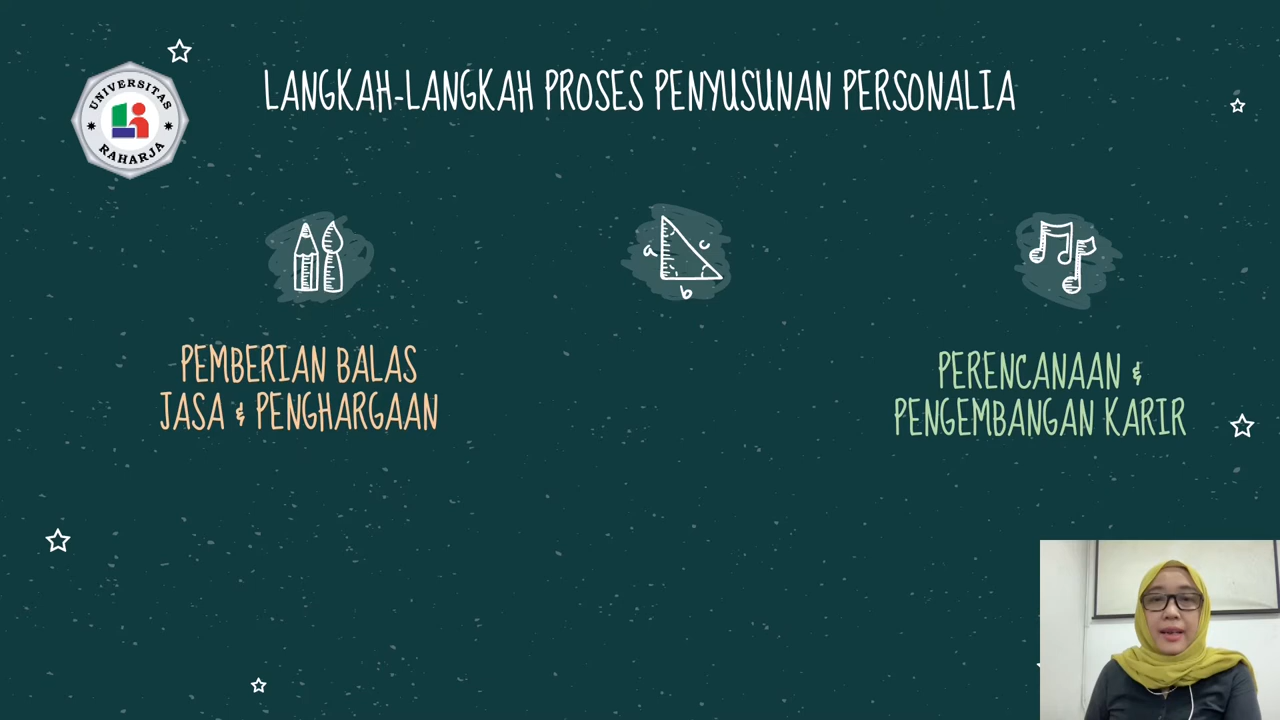 UNIVERSITAS
RAHARJA
LANGKAH-LANGKAH PROSES PENYUSUNAN PERSONALIA
a
c
b
PEMBERIAN BALAS
JASA & PENGHARGAAN
PERENCANAAN &
PENGEMBANGAN KARIR